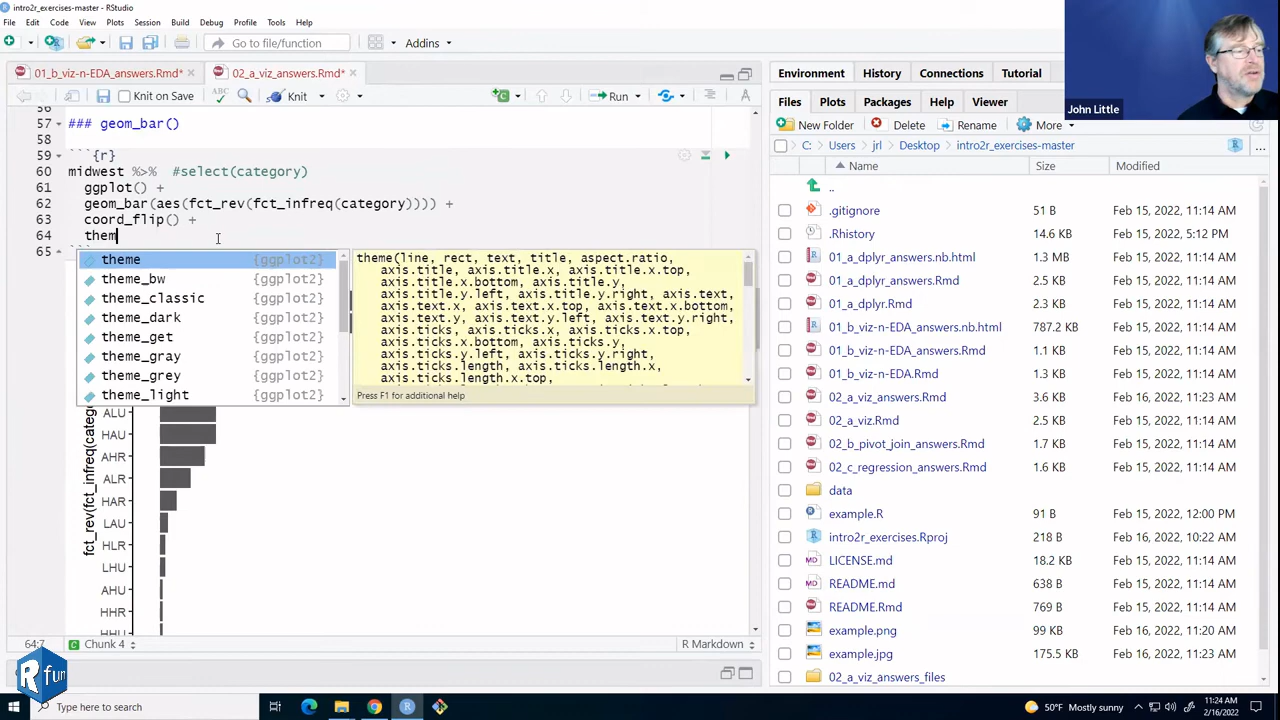 intro2r_exercises-master - RStudio
File Edit Code View Plots Session Build Debug Profile Tools Help
Go to file/function Addins
01_b_viz-n-EDA_answers.Rmd* 02_a_viz_answers.Rmd*
Knit on Save Knit Run
56
57 ### geom_bar()
58
59 ```{r}
60 midwest %>% #select(category)
61 ggplot() +
62 geom_bar(aes(fct_rev(fct_infreq(category)))) +
63 coord_flip() +
64 them
65 ```
theme {ggplot2}
theme_bw {ggplot2}
theme_classic {ggplot2}
theme_dark {ggplot2}
theme_get {ggplot2}
theme_gray {ggplot2}
theme_grey {ggplot2}
theme_light {ggplot2}
theme(line, rect, text, title, aspect.ratio,
axis.title, axis.title.x, axis.title.x.top,
axis.title.x.bottom, axis.title.y,
axis.title.y.left, axis.title.y.right, axis.text,
axis.text.x, axis.text.x.top, axis.text.x.bottom,
axis.text.y, axis.text.y.left, axis.text.y.right,
axis.ticks, axis.ticks.x, axis.ticks.x.top,
axis.ticks.x.bottom, axis.ticks.y,
axis.ticks.y.left, axis.ticks.y.right,
axis.ticks.length, axis.ticks.length.x,
axis.ticks.length.x.top,
Press F1 for additional help
fct_rev(fct_infreq(categ
ALU
HAU
AHR
ALR
HAR
LAU
HLR
LHU
AHU
HHR
HHU
64:7 Chunk 4 R Markdown
R fun
John Little
Environment History Connections Tutorial
Files Plots Packages Help Viewer
New Folder Delete Rename More
C: Users jrl Desktop intro2r_exercises-master ...
Name Size Modified
..
.gitignore 51 B Feb 15, 2022, 11:14 AM
.Rhistory 14.6 KB Feb 15, 2022, 5:12 PM
01_a_dplyr.nb.html 1.3 MB Feb 15, 2022, 11:14 AM
01_a_dplyr_answers.Rmd 2.5 KB Feb 15, 2022, 11:14 AM
01_a_dplyr.Rmd 2.3 KB Feb 15, 2022, 11:14 AM
01_b_viz-n-EDA_answers.nb.html 787.2 KB Feb 15, 2022, 11:14 AM
01_b_viz-n-EDA_answers.Rmd 1.1 KB Feb 15, 2022, 11:14 AM
01_b_viz-n-EDA.Rmd 1.9 KB Feb 15, 2022, 11:14 AM
02_a_viz_answers.Rmd 3.6 KB Feb 16, 2022, 11:23 AM
02_a_viz.Rmd 2.5 KB Feb 15, 2022, 11:14 AM
02_b_pivot_join_answers.Rmd 1.7 KB Feb 15, 2022, 11:14 AM
02_c_regression_answers.Rmd 1.6 KB Feb 15, 2022, 11:14 AM
data
example.R 91 B Feb 15, 2022, 12:00 PM
intro2r_exercises.Rproj 218 B Feb 16, 2022, 10:22 AM
LICENSE.md 18.2 KB Feb 15, 2022, 11:14 AM
README.md 638 B Feb 15, 2022, 11:14 AM
README.Rmd 769 B Feb 15, 2022, 11:14 AM
example.png 99 KB Feb 16, 2022, 11:20 AM
example.jpg 175.5 KB Feb 16, 2022, 11:23 AM
02_a_viz_answers_files
Type here to search 50°F Mostly sunny 11:24 AM
2/16/2022